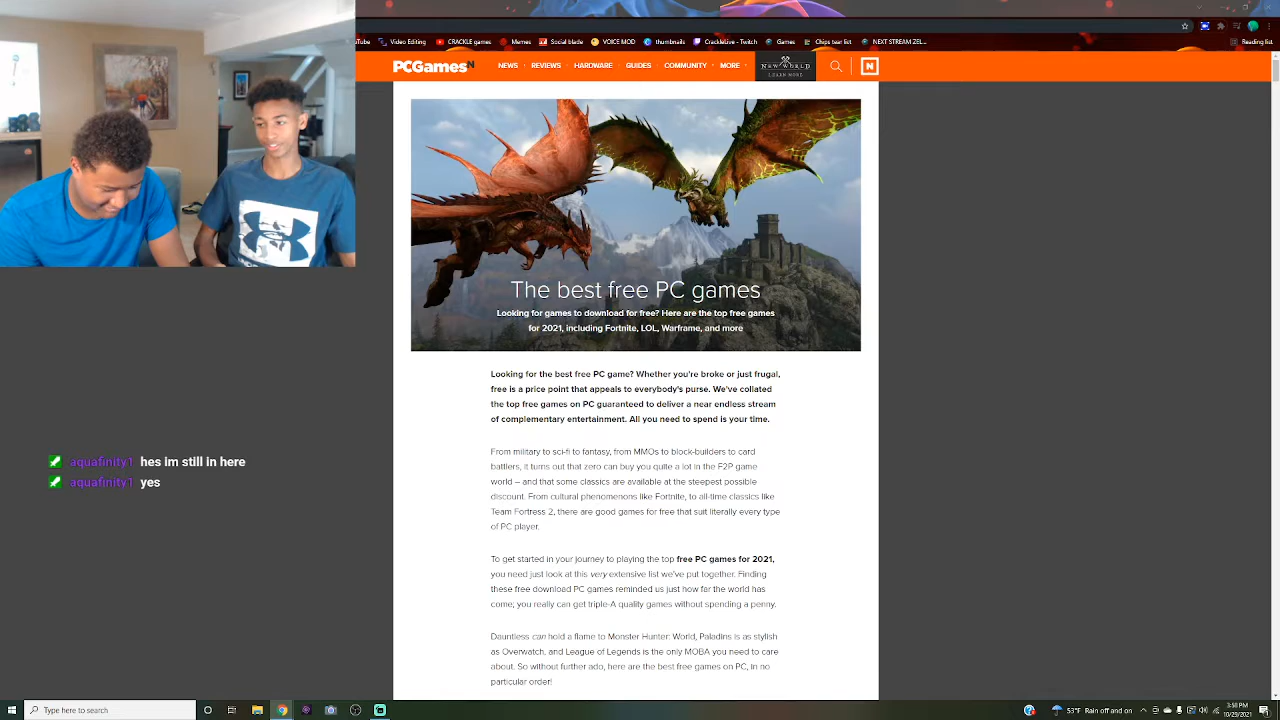 uTube Video Editing CRACKLE games Memes Social blade VOICE MOD thumbnails CrackleLive - Twitch Games Chips tear list NEXT STREAM ZEL... Reading list
PCGamesN NEWS REVIEWS HARDWARE GUIDES COMMUNITY MORE NEW WORLD LEARN MORE N
The best free PC games
Looking for games to download for free? Here are the top free games
for 2021, including Fortnite, LOL, Warframe, and more
Looking for the best free PC game? Whether you're broke or just frugal,
free is a price point that appeals to everybody's purse. We've collated
the top free games on PC guaranteed to deliver a near endless stream
of complementary entertainment. All you need to spend is your time.
From military to sci-fi to fantasy, from MMOs to block-builders to card
battlers, it turns out that zero can buy you quite a lot in the F2P game
world – and that some classics are available at the steepest possible
discount. From cultural phenomenons like Fortnite, to all-time classics like
Team Fortress 2, there are good games for free that suit literally every type
of PC player.
To get started in your journey to playing the top free PC games for 2021,
you need just look at this very extensive list we've put together. Finding
these free download PC games reminded us just how far the world has
come; you really can get triple-A quality games without spending a penny.
Dauntless can hold a flame to Monster Hunter: World, Paladins is as stylish
as Overwatch, and League of Legends is the only MOBA you need to care
about. So without further ado, here are the best free games on PC, in no
particular order!
aquafinity1 hes im still in here
aquafinity1 yes
Type here to search
53°F Rain off and on
3:58 PM
10/29/2021